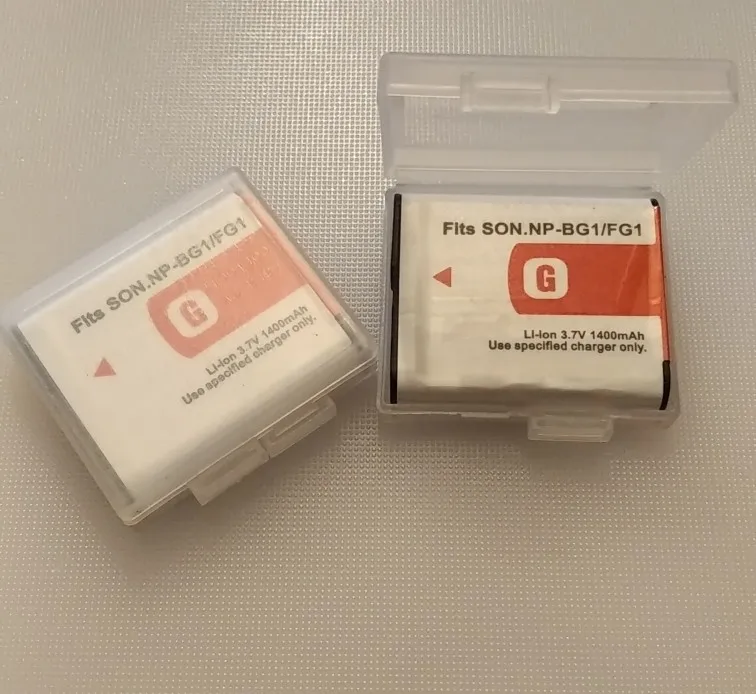 Fits SON.NP-BG1/FG1
G
Li-Ion 3.7V 1400mAh
Use specified charger only.
Fits SON.NP-BG1/FG1
G
Li-Ion 3.7V 1400mAh
Use specified charger only.